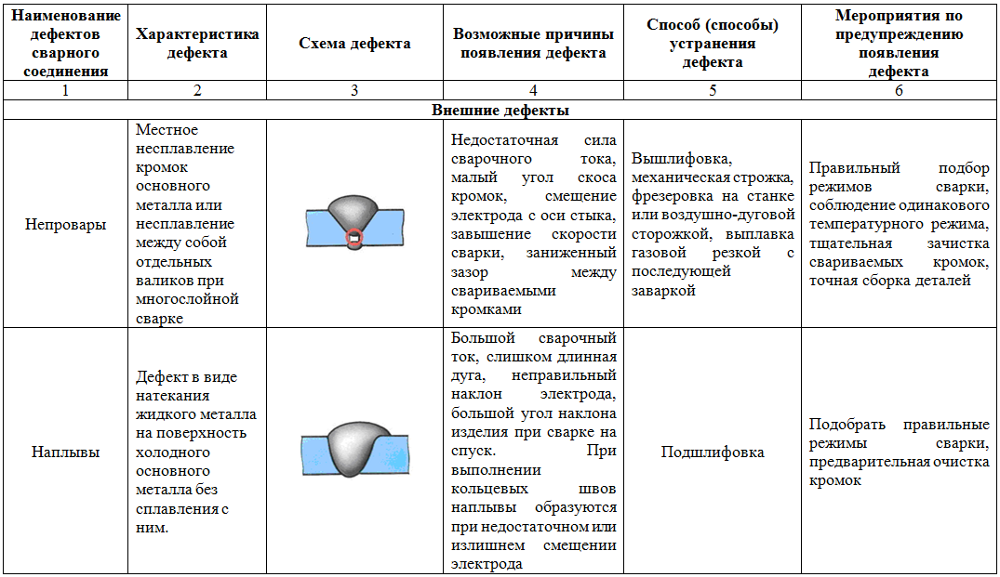 Наименование
дефектов
сварного
соединения
Характеристика
дефекта
Схема дефекта
Возможные причины
появления дефекта
Способ (способы)
устранения
дефекта
Мероприятия по
предупреждению
появления
дефекта
1
2
3
4
5
6
Внешние дефекты
Непровары
Местное
несплавление
кромок
основного
металла или
несплавление
между собой
отдельных
валиков при
многослойной
сварке
Недостаточная сила
сварочного тока,
малый угол скоса
кромок, смещение
электрода с оси стыка,
завышение скорости
сварки, заниженный
зазор между
свариваемыми
кромками
Вышлифовка,
механическая строжка,
фрезеровка на станке
или воздушно-дуговой
сторожкой, выплавка
газовой резкой с
последующей
заваркой
Правильный подбор
режимов сварки,
соблюдение одинакового
температурного режима,
тщательная зачистка
свариваемых кромок,
точная сборка деталей
Наплывы
Дефект в виде
натекания
жидкого металла
на поверхность
холодного
основного
металла без
сплавления с
ним.
Большой сварочный
ток, слишком длинная
дуга, неправильный
наклон электрода,
большой угол наклона
изделия при сварке на
спуск. При
выполнении
кольцевых швов
наплывы образуются
при недостаточном или
излишнем смещении
электрода
Подшлифовка
Подобрать правильные
режимы сварки,
предварительная очистка
кромок